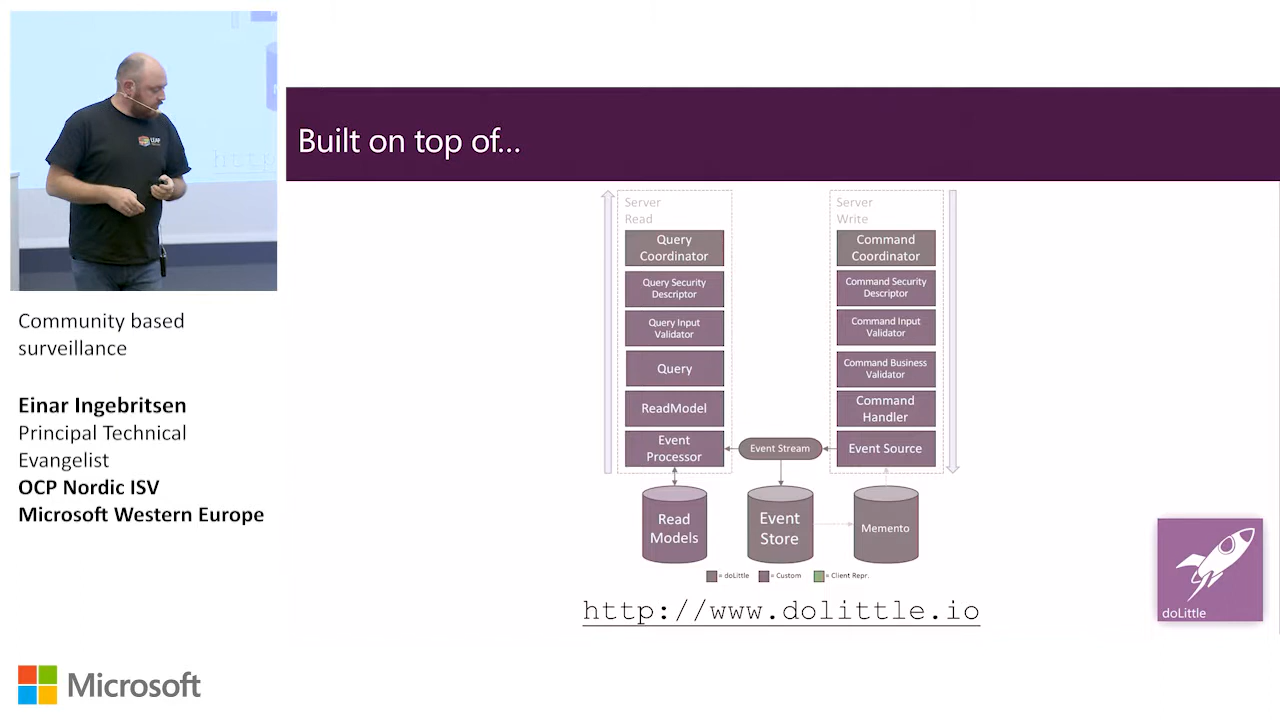 LEAP
Community based
surveillance
Einar Ingebritsen
Principal Technical
Evangelist
OCP Nordic ISV
Microsoft Western Europe
Microsoft
Built on top of...
Server
Read
Query
Coordinator
Query Security
Descriptor
Query Input
Validator
Query
ReadModel
Event
Processor
Read
Models
Event Stream
Event
Store
Server
Write
Command
Coordinator
Command Security
Descriptor
Command Input
Validator
Command Business
Validator
Command
Handler
Event Source
Memento
= doLittle
= Custom
= Client Repr.
http://www.dolittle.io
doLittle